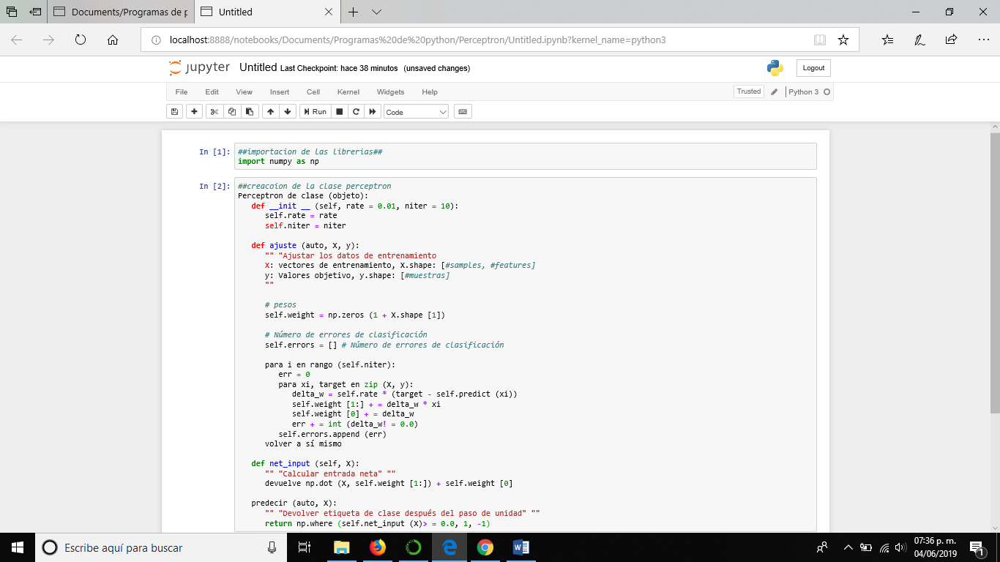 Documents/Programas de p
Untitled
localhost:8888/notebooks/Documents/Programas%20de%20python/Perceptron/Untitled.ipynb?kernel_name=python3
jupyter Untitled Last Checkpoint: hace 38 minutos (unsaved changes)
Logout
File Edit View Insert Cell Kernel Widgets Help
Trusted Python 3
Run Code
In [1]: ##importacion de las librerias##
import numpy as np
In [2]: ##creacoion de la clase perceptron
Perceptron de clase (objeto):
def __init __ (self, rate = 0.01, niter = 10):
self.rate = rate
self.niter = niter
def ajuste (auto, X, y):
"" "Ajustar los datos de entrenamiento
X: vectores de entrenamiento, X.shape: [#samples, #features]
y: Valores objetivo, y.shape: [#muestras]
""
# pesos
self.weight = np.zeros (1 + X.shape [1])
# Número de errores de clasificación
self.errors = [] # Número de errores de clasificación
para i en rango (self.niter):
err = 0
para xi, target en zip (X, y):
delta_w = self.rate * (target - self.predict (xi))
self.weight [1:] + = delta_w * xi
self.weight [0] + = delta_w
err + = int (delta_w! = 0.0)
self.errors.append (err)
volver a sí mismo
def net_input (self, X):
"" "Calcular entrada neta" ""
devuelve np.dot (X, self.weight [1:]) + self.weight [0]
predecir (auto, X):
"" "Devolver etiqueta de clase después del paso de unidad" ""
return np.where (self.net_input (X)> = 0.0, 1, -1)
Escribe aquí para buscar
07:36 p. m.
04/06/2019
1